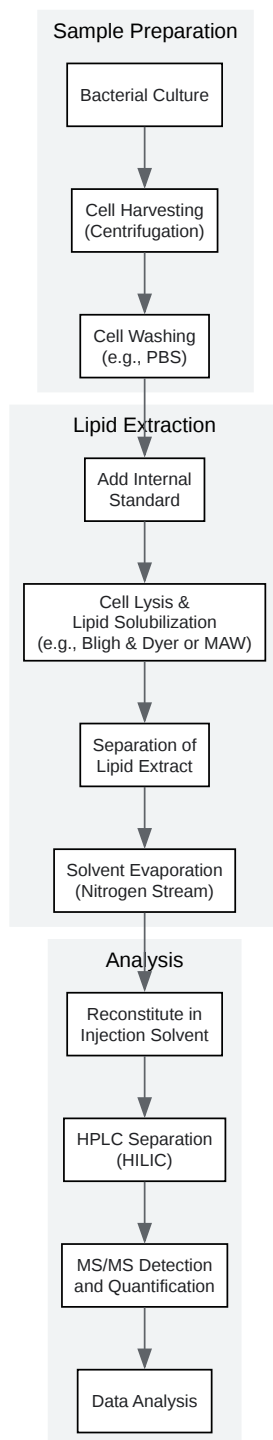 Sample Preparation
Bacterial Culture
Cell Harvesting
(Centrifugation)
Cell Washing
(e.g., PBS)
Lipid Extraction
Add Internal
Standard
Cell Lysis &
Lipid Solubilization
(e.g., Bligh & Dyer or MAW)
Separation of
Lipid Extract
Solvent Evaporation
(Nitrogen Stream)
Analysis
Reconstitute in
Injection Solvent
HPLC Separation
(HILIC)
MS/MS Detection
and Quantification
Data Analysis